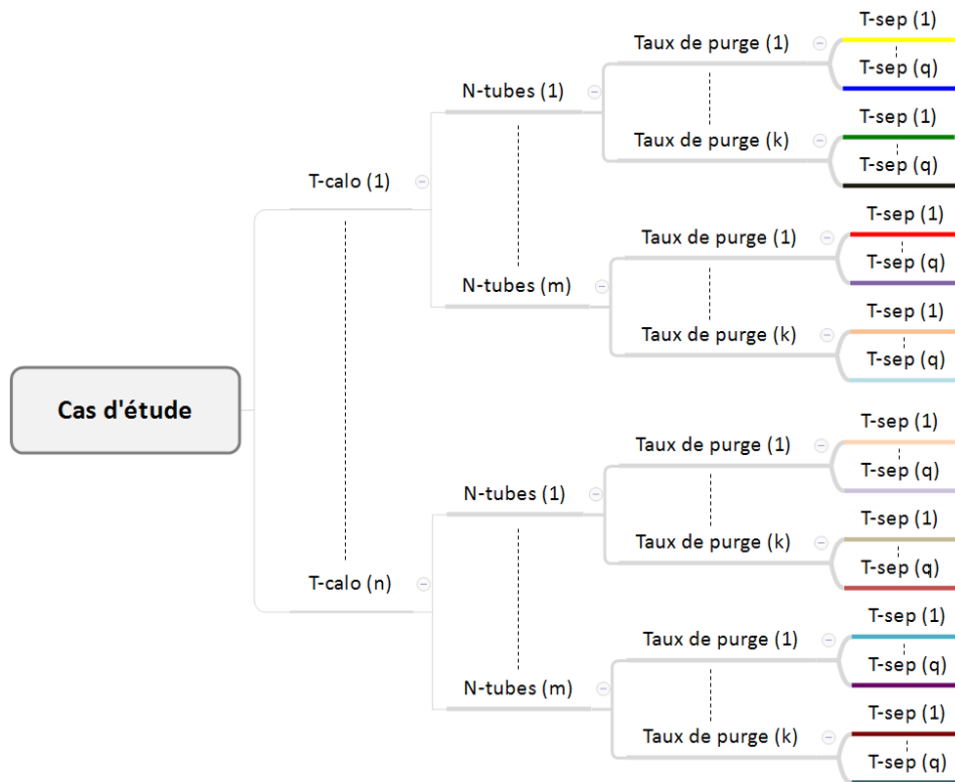 Cas d'étude
T-calo (1)
N-tubes (1)
Taux de purge (1)
T-sep (1)
T-sep (q)
Taux de purge (k)
T-sep (1)
T-sep (q)
N-tubes (m)
Taux de purge (1)
T-sep (1)
T-sep (q)
Taux de purge (k)
T-sep (1)
T-sep (q)
T-calo (n)
N-tubes (1)
Taux de purge (1)
T-sep (1)
T-sep (q)
Taux de purge (k)
T-sep (1)
T-sep (q)
N-tubes (m)
Taux de purge (1)
T-sep (1)
T-sep (q)
Taux de purge (k)
T-sep (1)
T-sep (q)